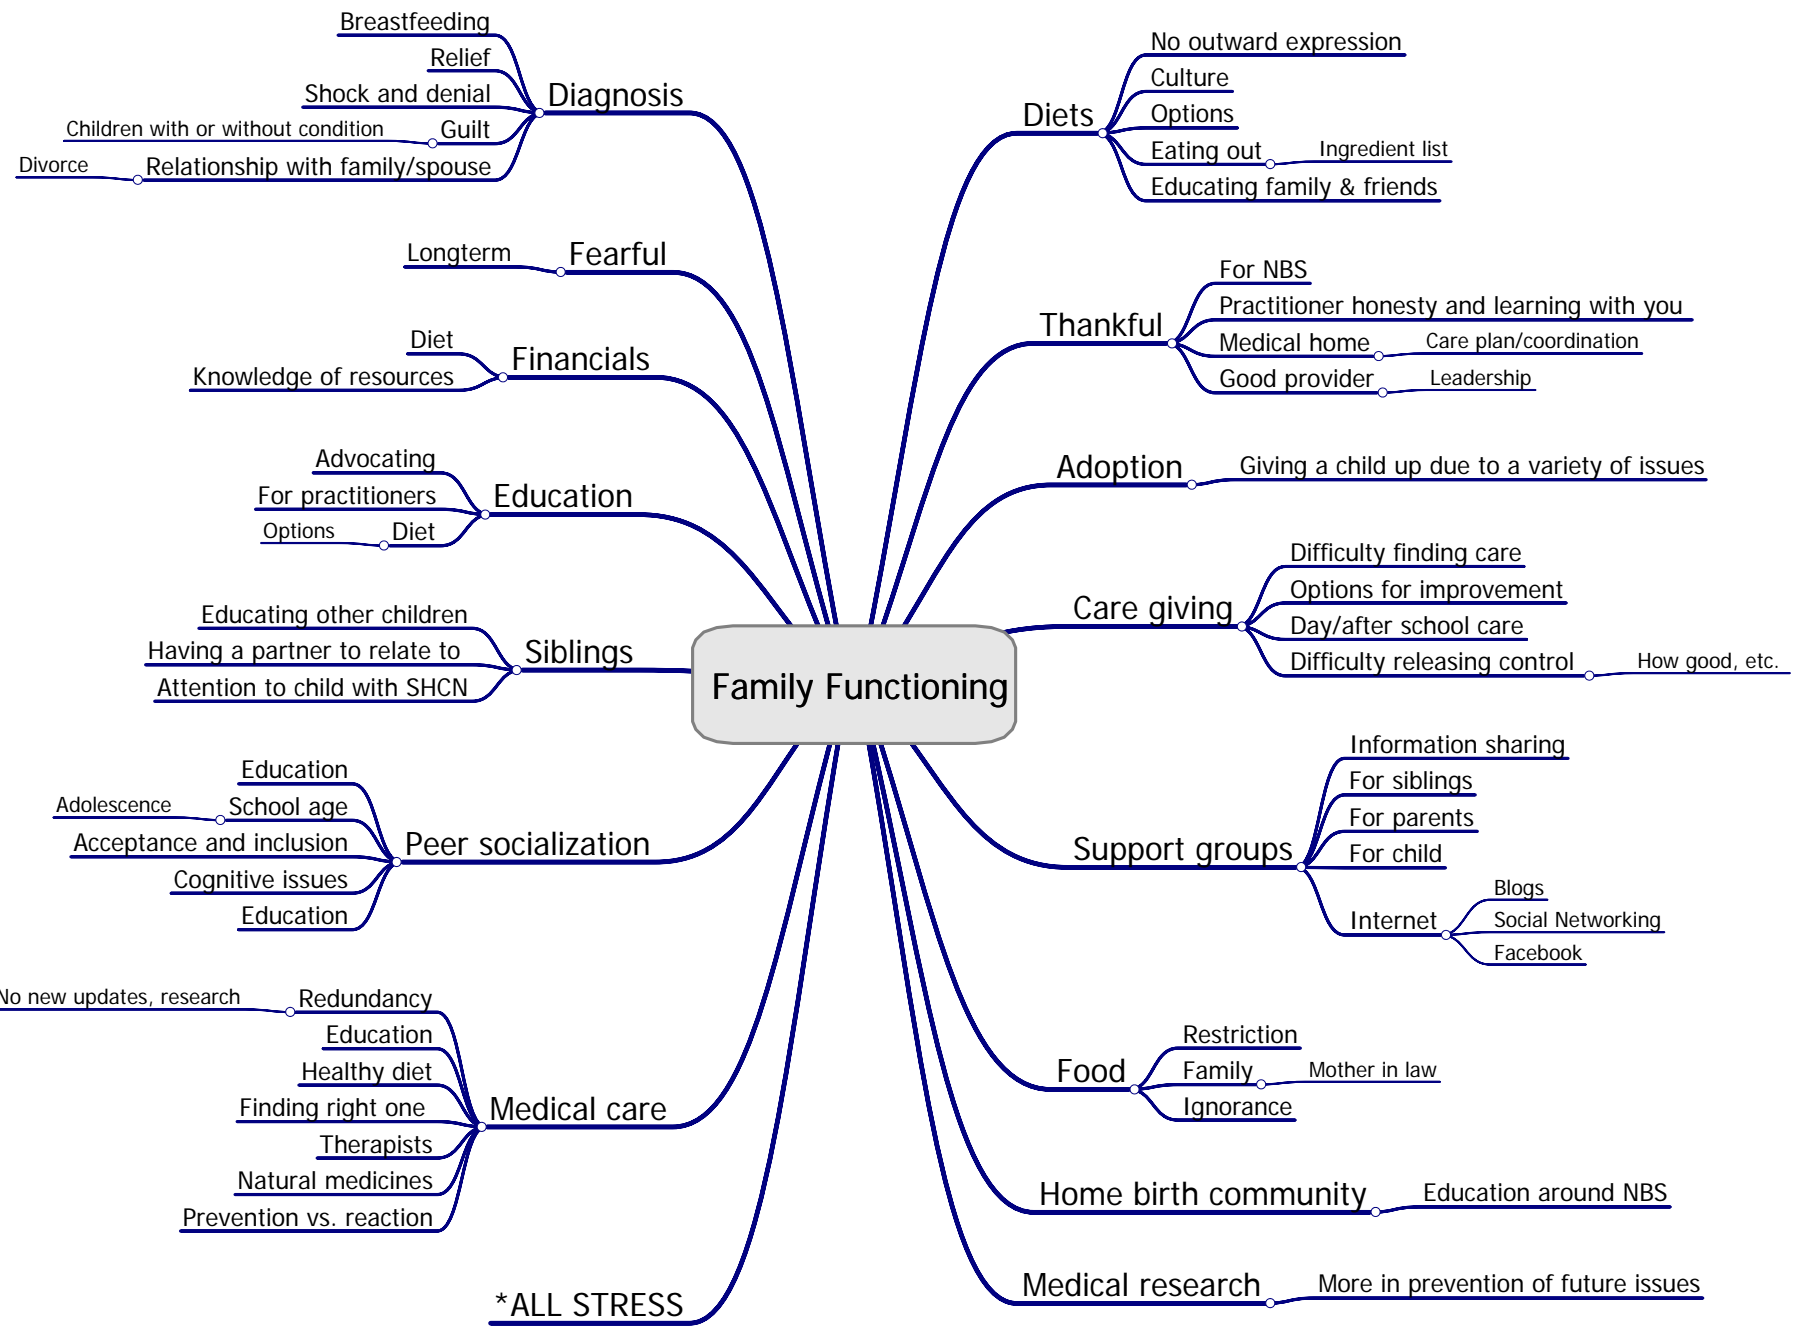 Family Functioning
Diagnosis
Breastfeeding
Relief
Shock and denial
Guilt
Children with or without condition
Relationship with family/spouse
Divorce
Fearful
Longterm
Financials
Diet
Knowledge of resources
Education
Advocating
For practitioners
Diet
Options
Siblings
Educating other children
Having a partner to relate to
Attention to child with SHCN
Peer socialization
Education
School age
Adolescence
Acceptance and inclusion
Cognitive issues
Education
Medical care
Redundancy
No new updates, research
Education
Healthy diet
Finding right one
Therapists
Natural medicines
Prevention vs. reaction
*ALL STRESS
Diets
No outward expression
Culture
Options
Eating out
Ingredient list
Educating family & friends
Thankful
For NBS
Practitioner honesty and learning with you
Medical home
Care plan/coordination
Good provider
Leadership
Adoption
Giving a child up due to a variety of issues
Care giving
Difficulty finding care
Options for improvement
Day/after school care
Difficulty releasing control
How good, etc.
Support groups
Information sharing
For siblings
For parents
For child
Internet
Blogs
Social Networking
Facebook
Food
Restriction
Family
Mother in law
Ignorance
Home birth community
Education around NBS
Medical research
More in prevention of future issues